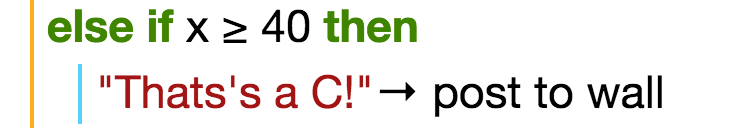 else if x ≥ 40 then
"Thats's a C!"→ post to wall